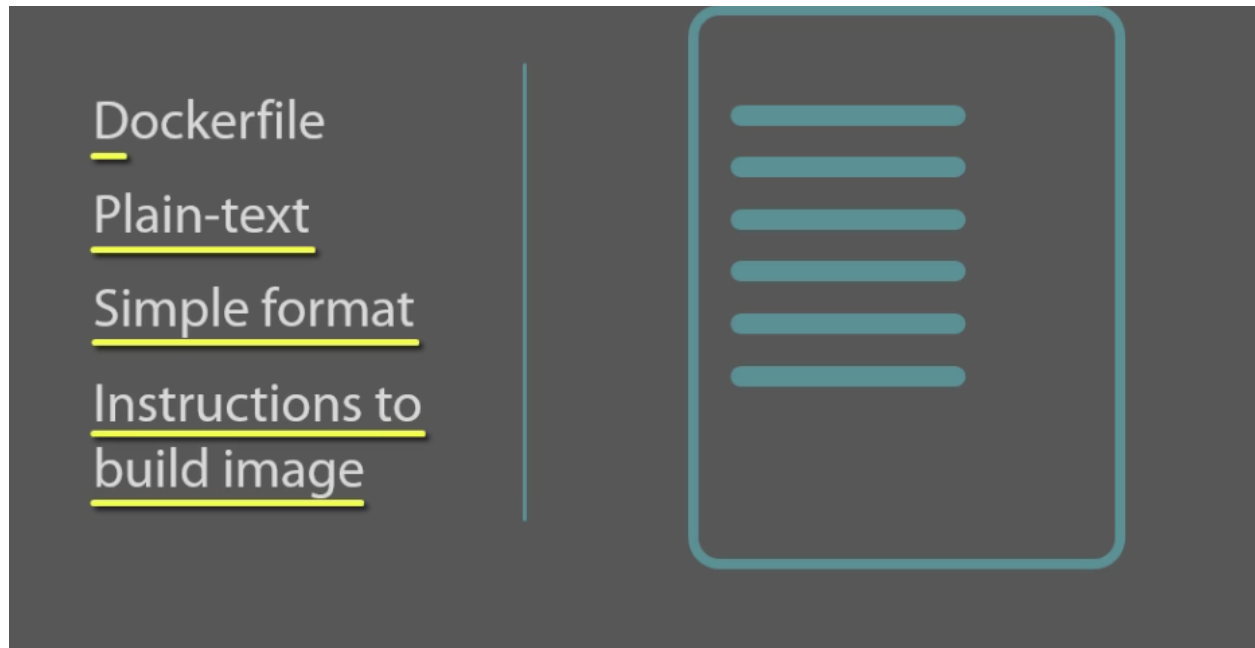 Dockerfile
Plain-text
Simple format
Instructions to
build image